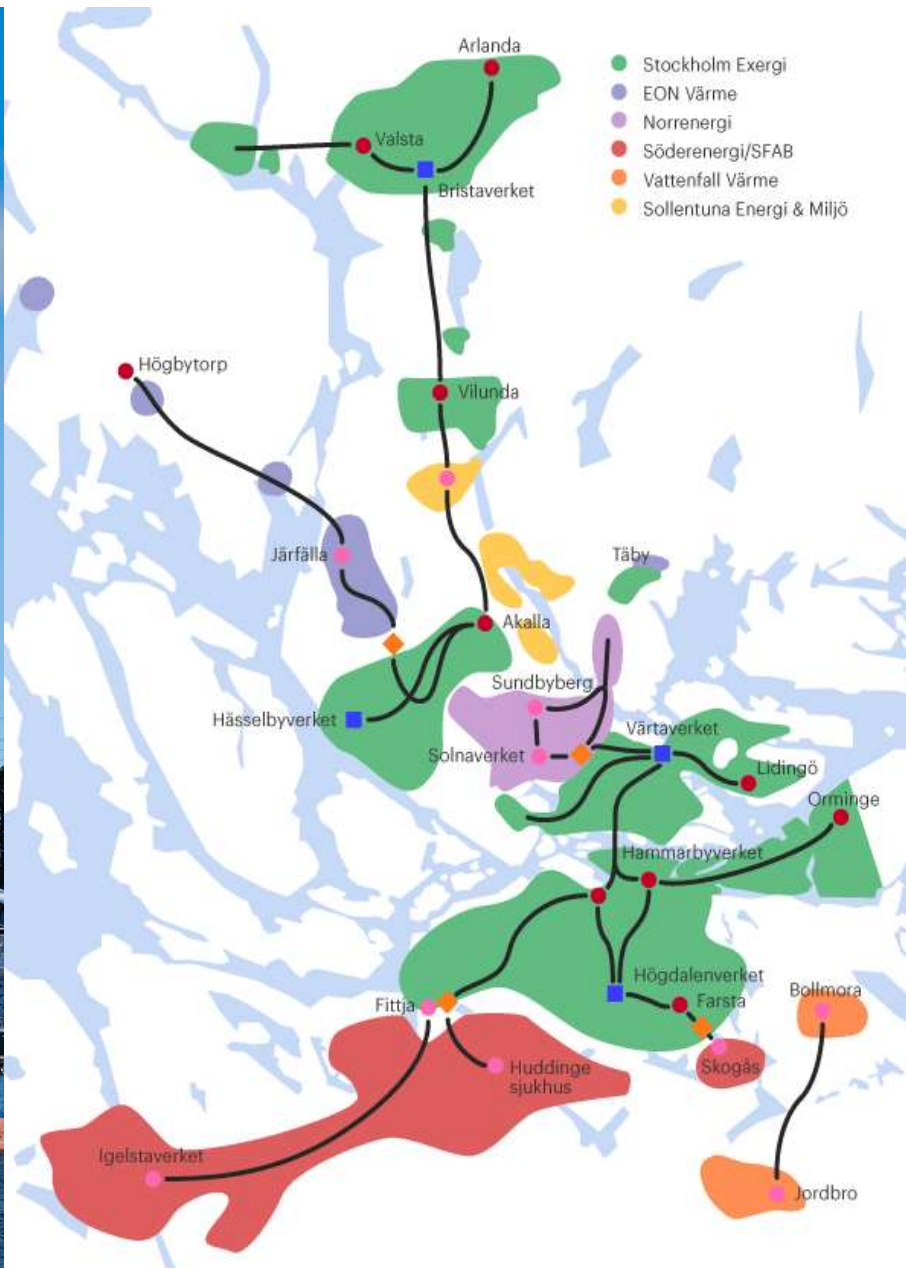 Arlanda
Stockholm Exergi
EON Värme
Norrenergi
Söderenergi/SFAB
Vattenfall Värme
Sollentuna Energi & Miljö
Valsta
Bristaverket
Högbytorp
Vilunda
Järfälla
Täby
Akalla
Sundbyberg
Hässelbyverket
Värtaverket
Solnaverket
Lidingö
Orminge
Hammarbyverket
Högdalenverket
Bollmora
Fittja
Farsta
Skogås
Huddinge
sjukhus
Igelstaverket
Jordbro